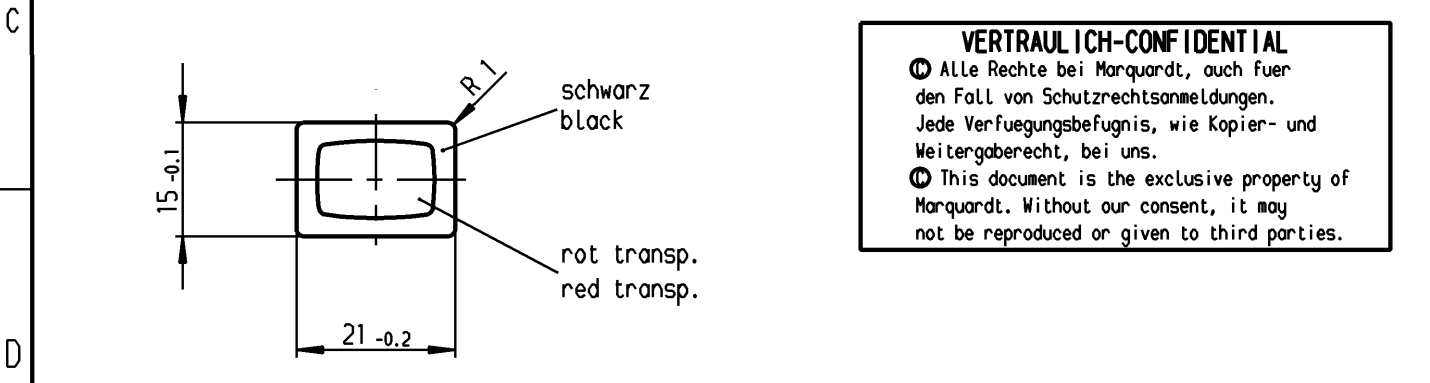 C
D
R 1
schwarz
black
15 -0.1
rot transp.
red transp.
21 -0.2
VERTRAULICH-CONFIDENTIAL
© Alle Rechte bei Marquardt, auch fuer
den Fall von Schutzrechtsanmeldungen.
Jede Verfuegungsbefugnis, wie Kopier- und
Weitergaberecht, bei uns.
© This document is the exclusive property of
Marquardt. Without our consent, it may
not be reproduced or given to third parties.